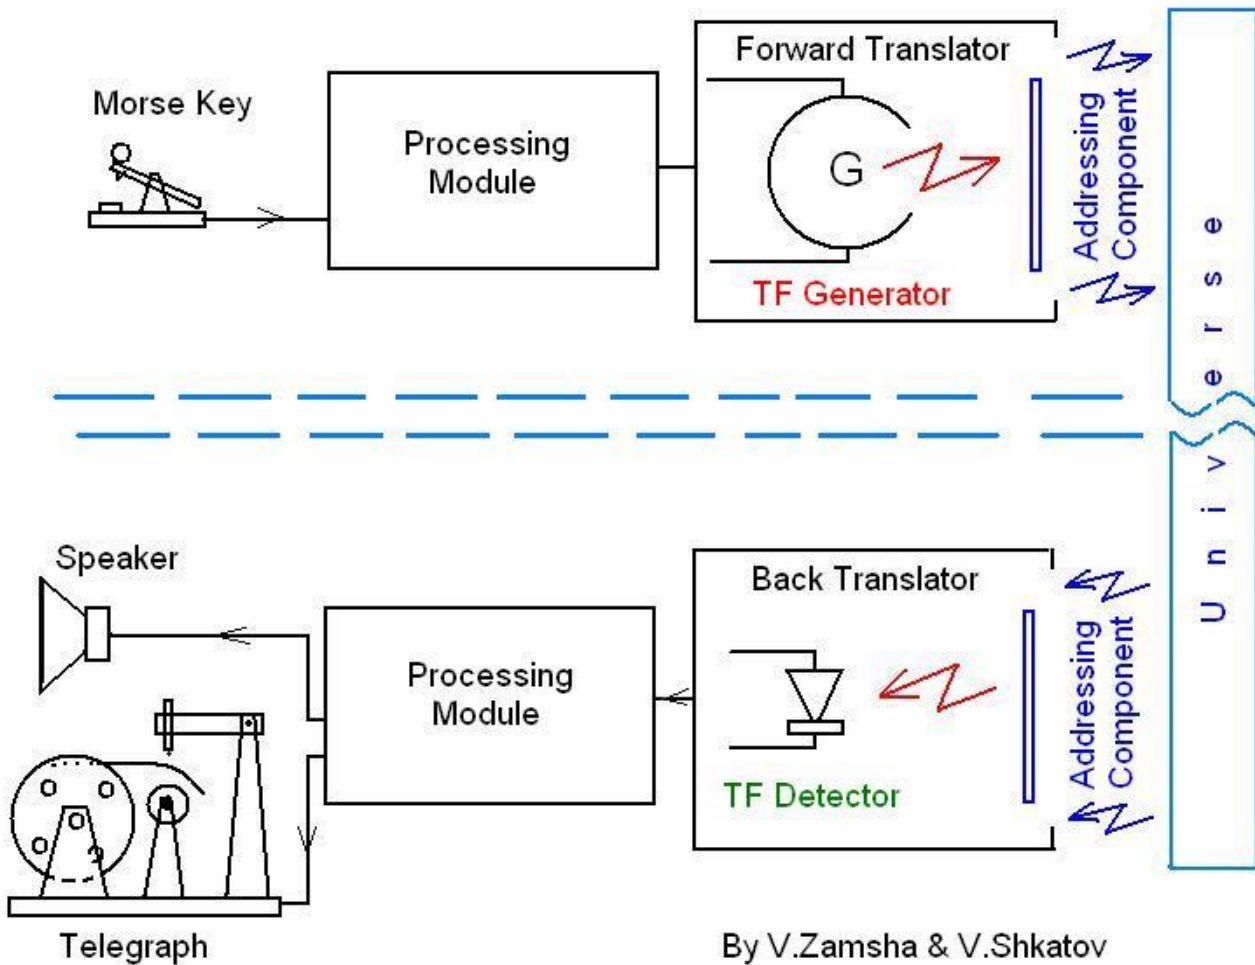 Forward Translator
Morse Key
Processing
Module
G
TF Generator
Addressing
Component
Universe
Speaker
Back Translator
Processing
Module
TF Detector
Addressing
Component
Telegraph
By V.Zamsha & V.Shkatov